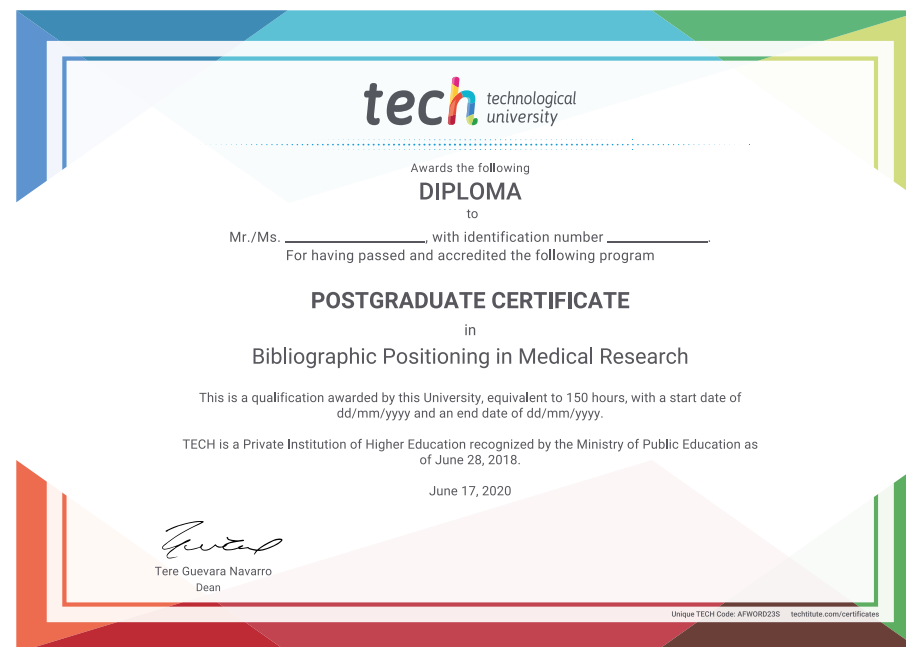 tech technological
university
Awards the following
DIPLOMA
to
Mr./Ms. ____________________, with identification number ______________.
For having passed and accredited the following program
POSTGRADUATE CERTIFICATE
in
Bibliographic Positioning in Medical Research
This is a qualification awarded by this University, equivalent to 150 hours, with a start date of
dd/mm/yyyy and an end date of dd/mm/yyyy.
TECH is a Private Institution of Higher Education recognized by the Ministry of Public Education as
of June 28, 2018.
June 17, 2020
Tere Guevara Navarro
Dean
Unique TECH Code: AFWORD23S techtitute.com/certificates